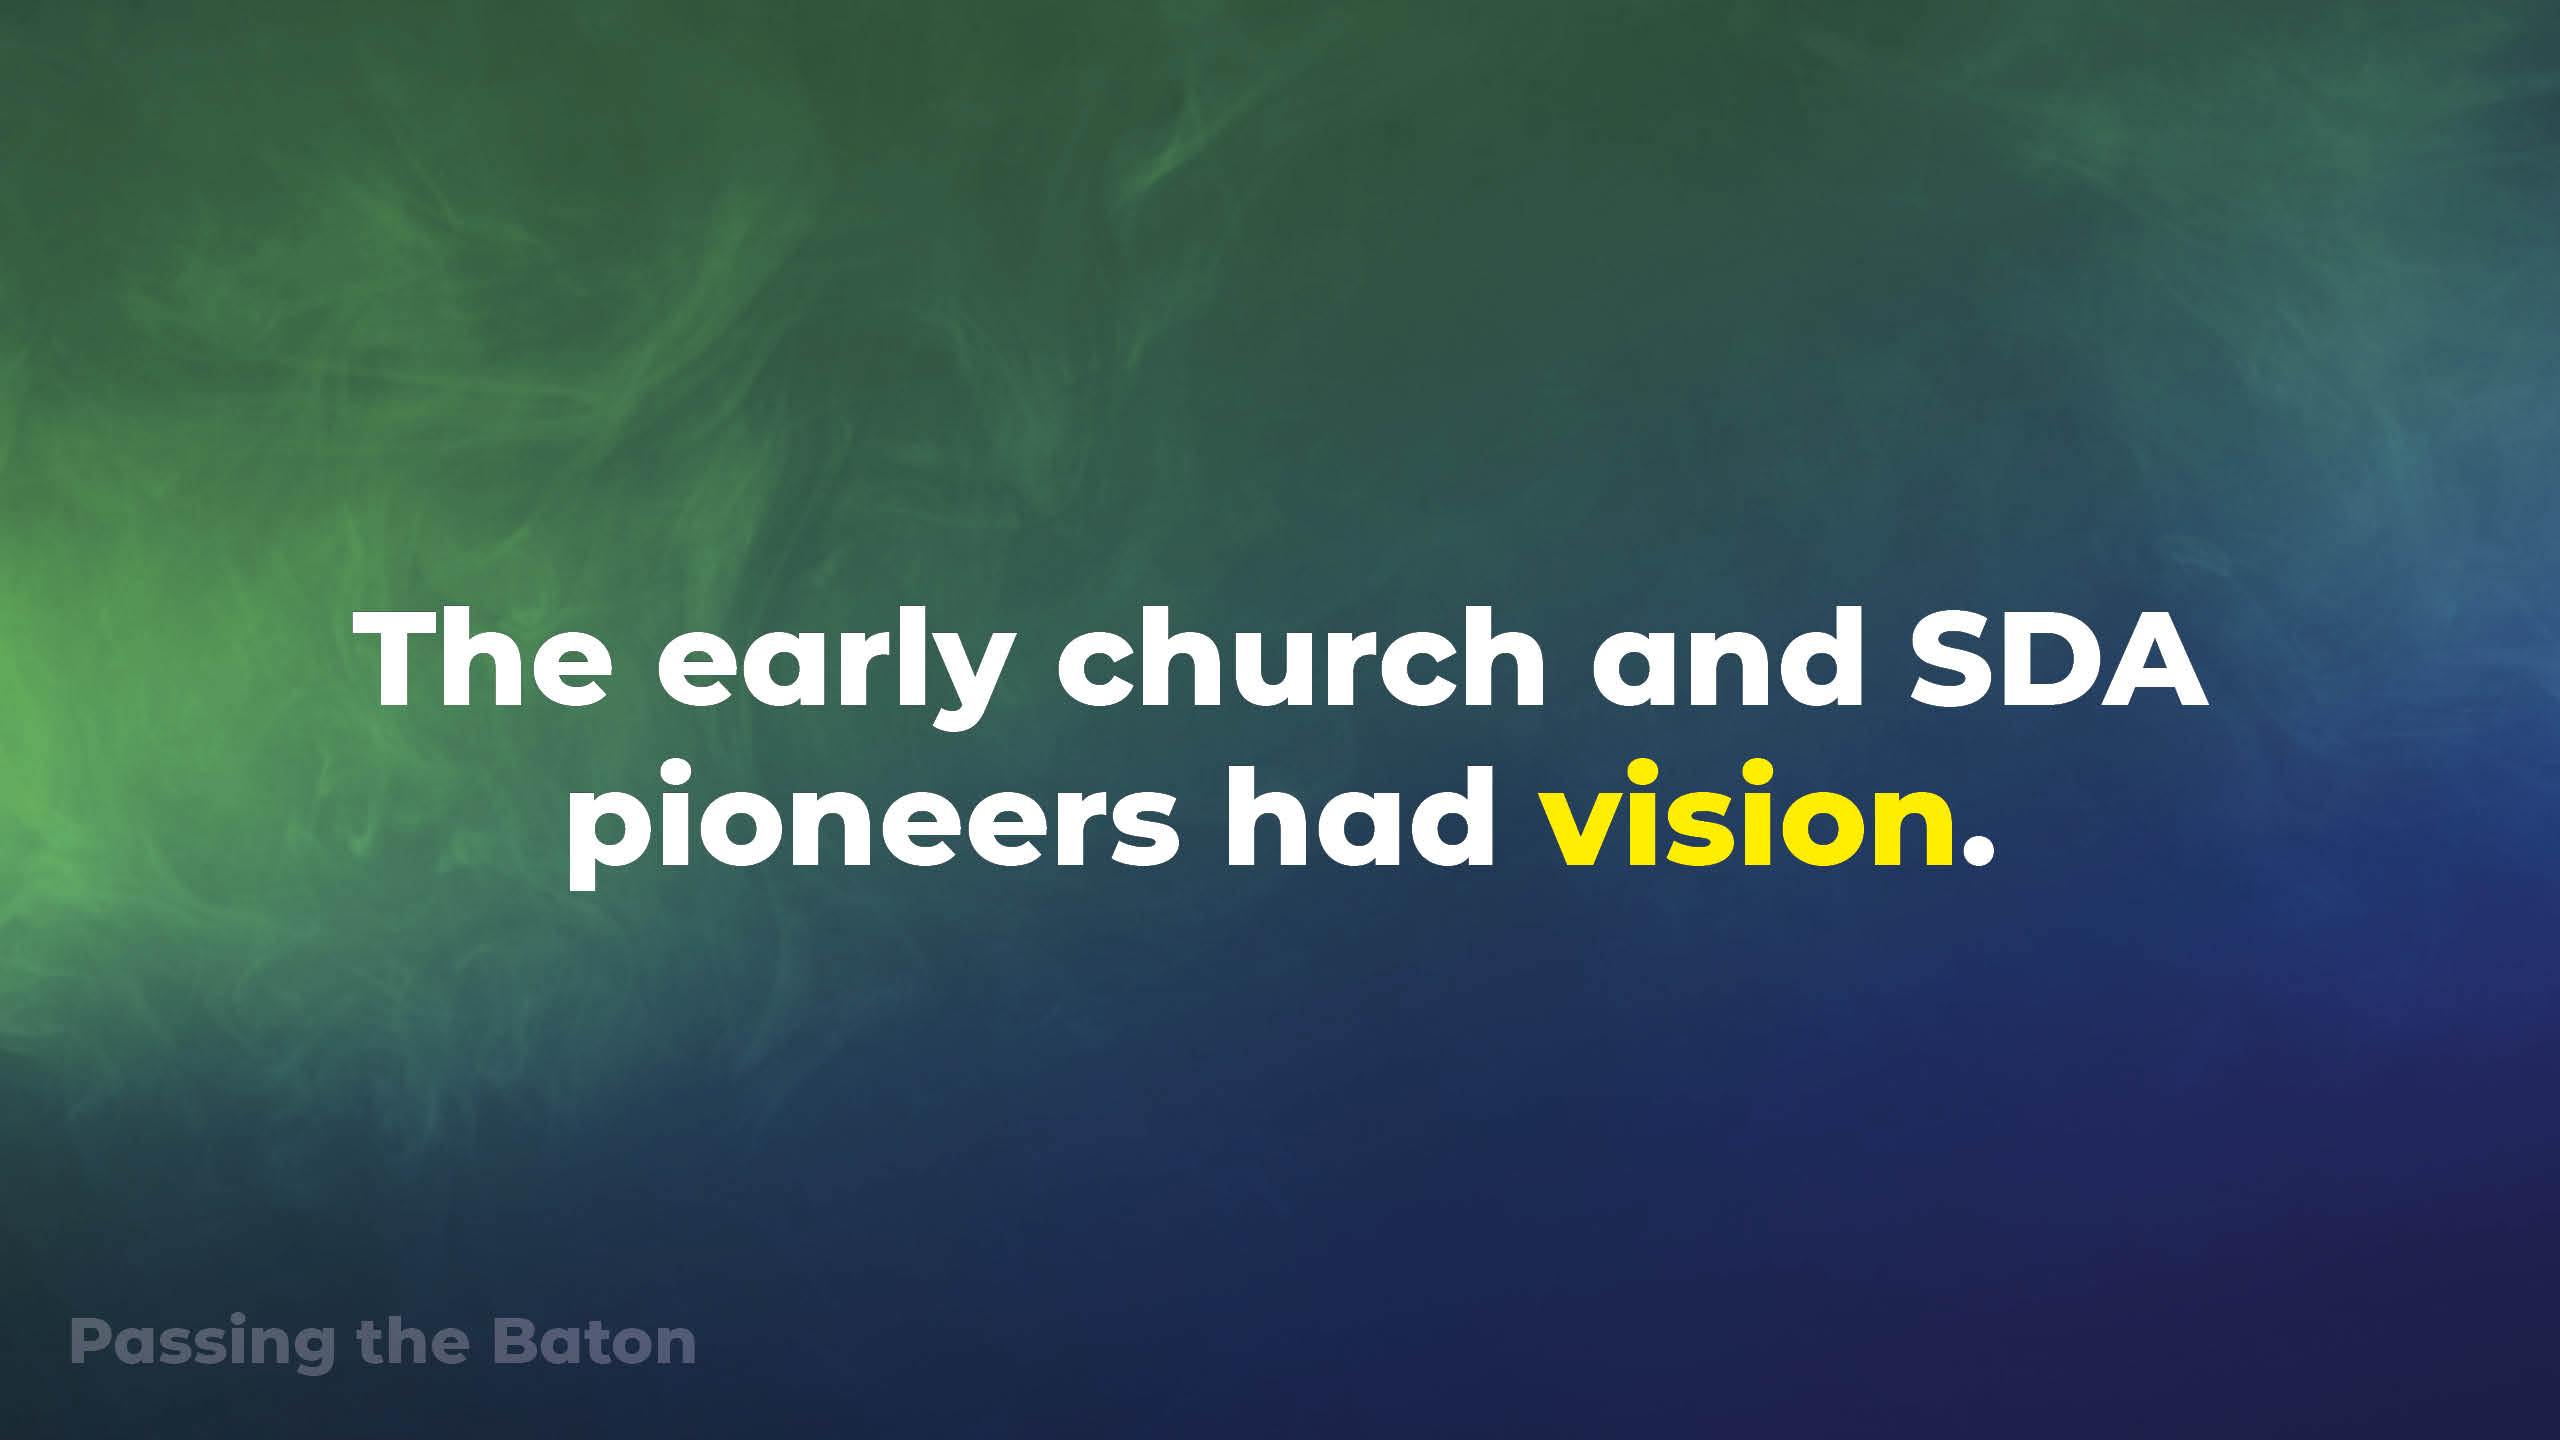 The early church and SDA
pioneers had vision.
Passing the Baton